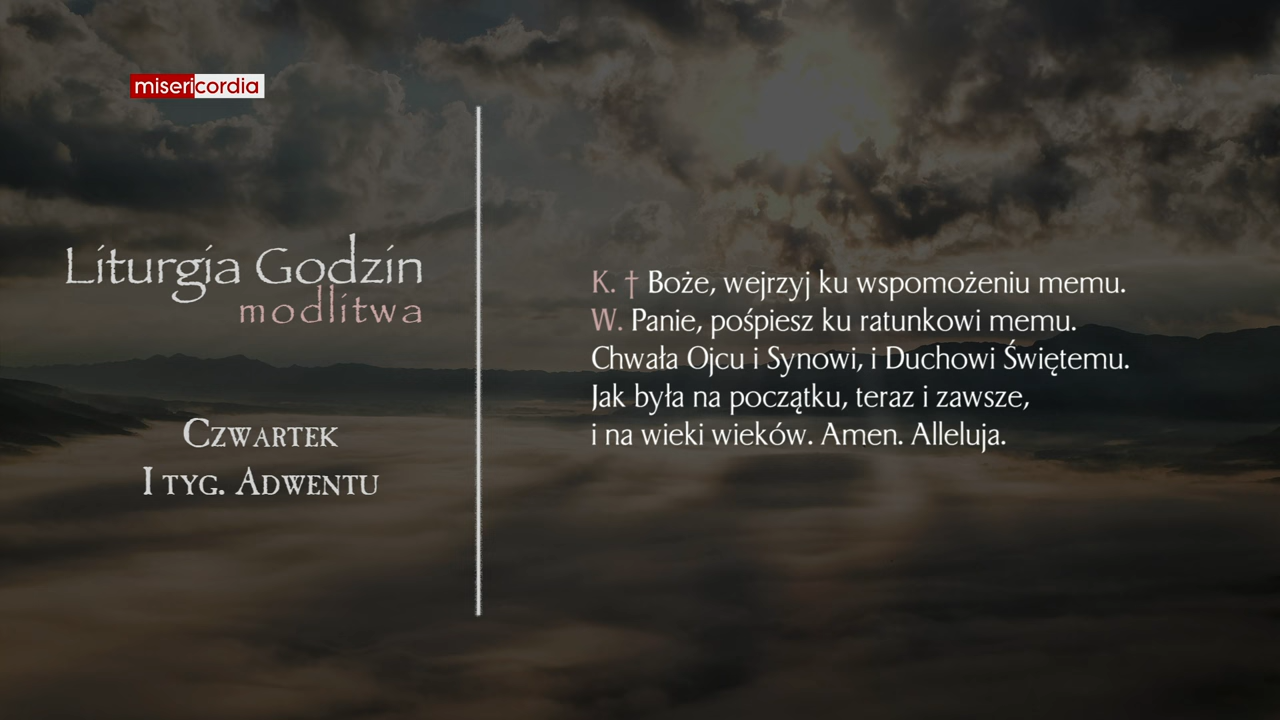 misericordia
Liturgia Godzin
modlitwa
Czwartek
I tyg. Adwentu
K. † Boże, wejrzyj ku wspomożeniu memu.
W. Panie, pośpiesz ku ratunkowi memu.
Chwała Ojcu i Synowi, i Duchowi Świętemu.
Jak była na początku, teraz i zawsze,
i na wieki wieków. Amen. Alleluja.